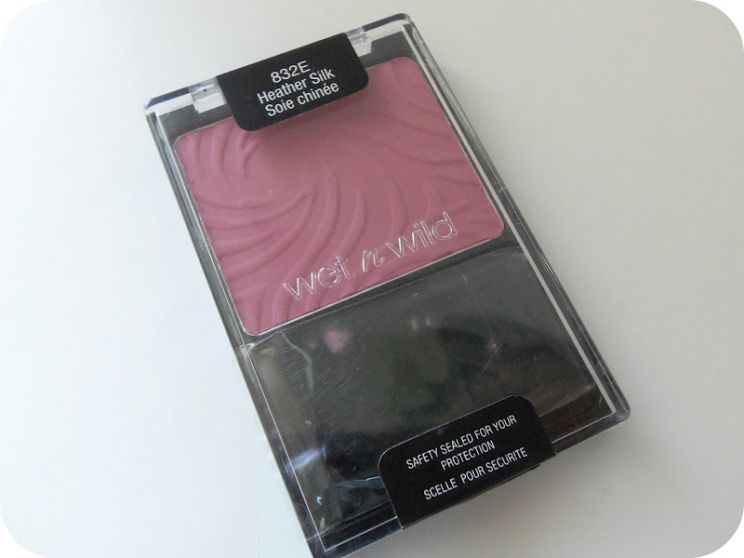 832E
Heather Silk
Soie chinée
wet n wild
SAFETY SEALED FOR YOUR
PROTECTION
SCELLE POUR SECURITE